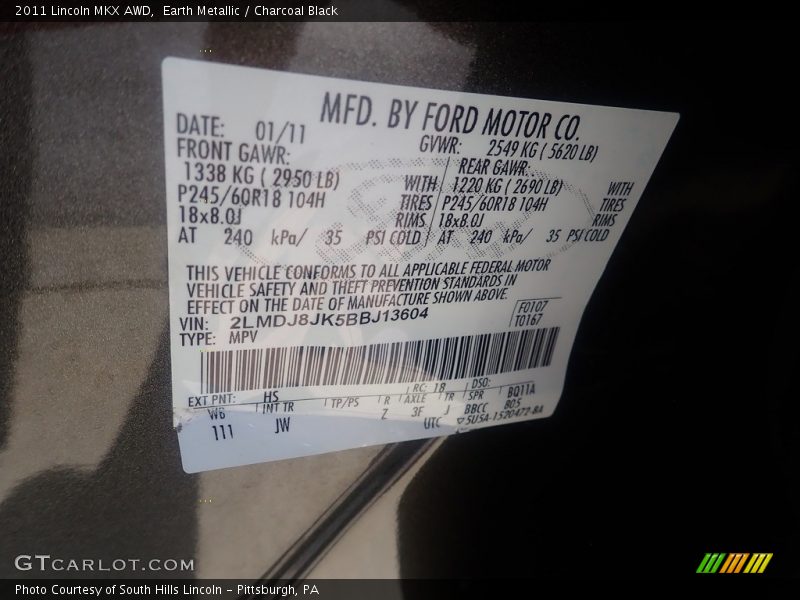 2011 Lincoln MKX AWD,  Earth Metallic / Charcoal Black
MFD. BY FORD MOTOR CO.
DATE: 01/11
GVWR: 2549 KG ( 5620 LB)
FRONT GAWR:
1338 KG ( 2950 LB) WITH
P245/60R18 104H TIRES
18x8.0J RIMS
AT 240 kPa/ 35 PSI COLD
REAR GAWR:
1220 KG ( 2690 LB) WITH
P245/60R18 104H TIRES
18x8.0J RIMS
AT 240 kPa/ 35 PSI COLD
THIS VEHICLE CONFORMS TO ALL APPLICABLE FEDERAL MOTOR
VEHICLE SAFETY AND THEFT PREVENTION STANDARDS IN
EFFECT ON THE DATE OF MANUFACTURE SHOWN ABOVE.
VIN: 2LMDJ8JK5BBJ13604
TYPE: MPV
F0107
T0167
EXT PNT: HS RC: 18 DSO:
W6 INT TR TP/PS R AXLE TR SPR BQ11A
111 JW Z 3F J BBCC B05
UTC 5U5A-1520472-BA
GTCARLOT.COM
Photo Courtesy of South Hills Lincoln - Pittsburgh, PA